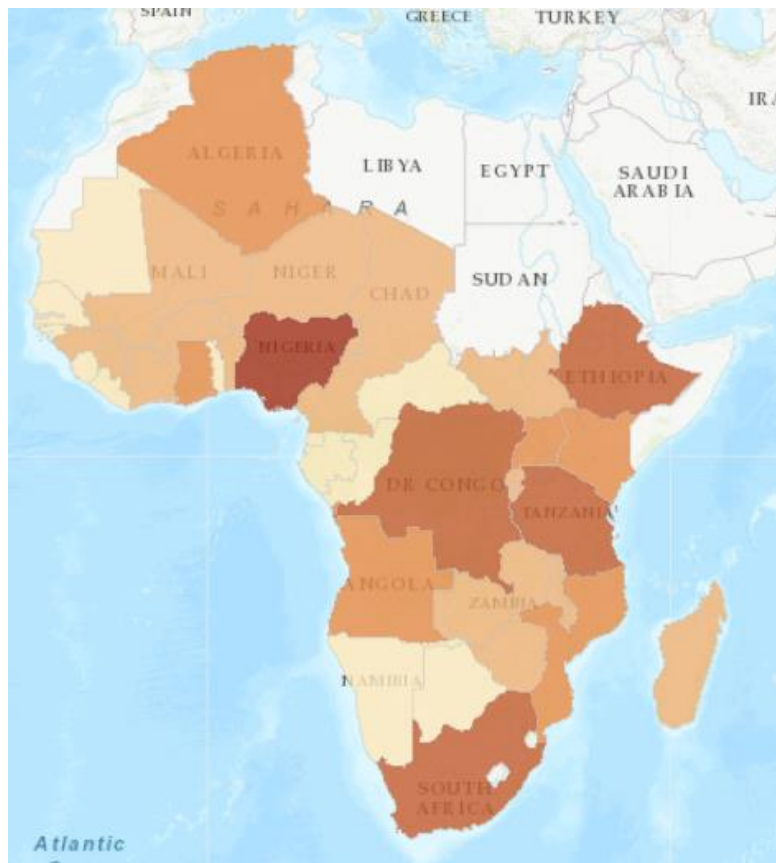 SPAIN
GREECE
TURKEY
IRA
ALGERIA
LIBYA
EGYPT
SAUDI
ARABIA
SAHARA
MALI
NIGER
CHAD
SUDAN
NIGERIA
ETHIOPIA
DR CONGO
TANZANIA
ANGOLA
ZAMBIA
NAMIBIA
SOUTH
AFRICA
Atlantic